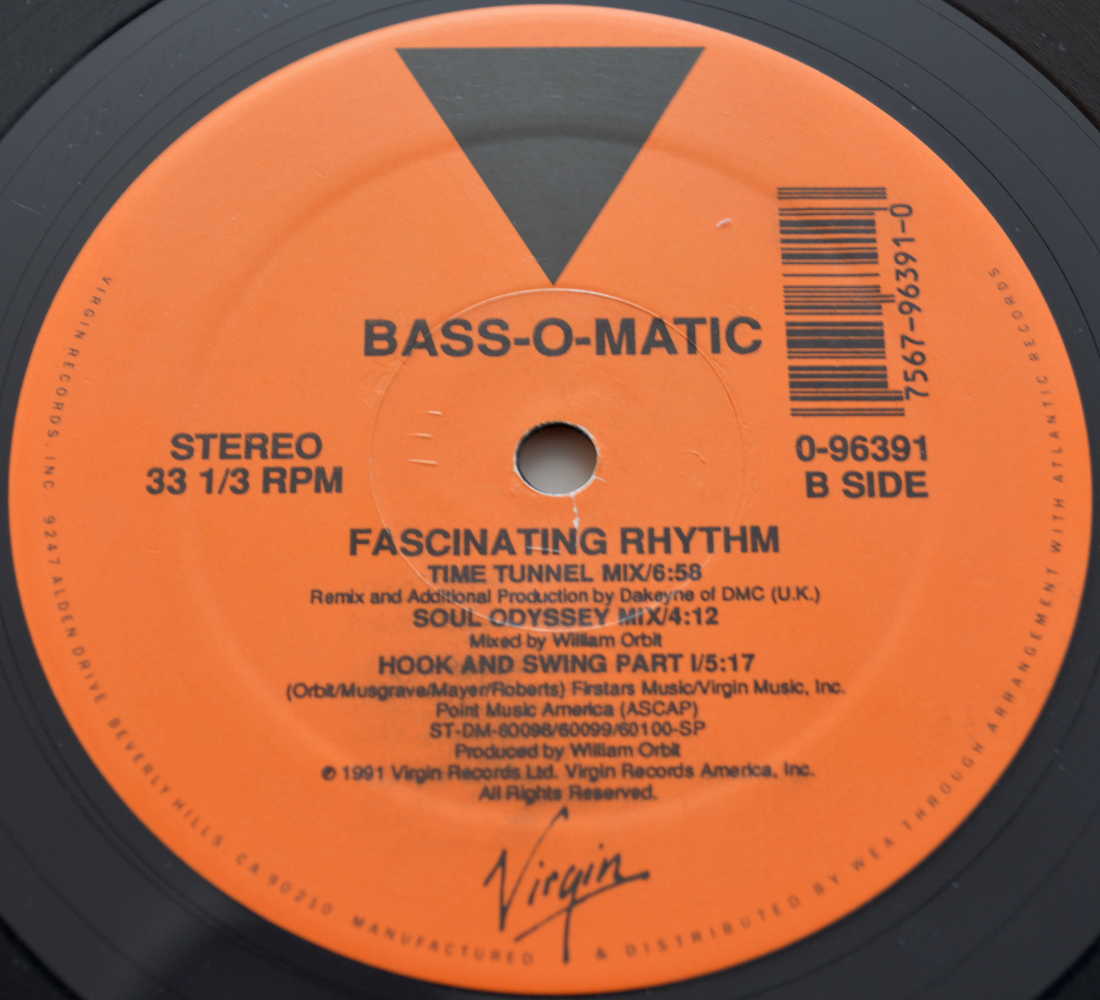 BASS-O-MATIC
7567-96391-0
STEREO
33 1/3 RPM
0-96391
B SIDE
FASCINATING RHYTHM
TIME TUNNEL MIX/6:58
Remix and Additional Production by Dakeyne of DMC (U.K.)
SOUL ODYSSEY MIX/4:12
Mixed by William Orbit
HOOK AND SWING PART I/5:17
(Orbit/Musgrave/Mayer/Roberts) Firstars Music/Virgin Music, Inc.
Point Music America (ASCAP)
ST-DM-60098/60099/60100-SP
Produced by William Orbit
℗ 1991 Virgin Records Ltd. Virgin Records America, Inc.
All Rights Reserved.
Virgin
VIRGIN RECORDS, INC. 9247 ALDEN DRIVE BEVERLY HILLS, CA 90210 MANUFACTURED & DISTRIBUTED BY WEA THROUGH ARRANGEMENT WITH ATLANTIC RECORDS